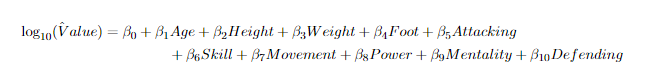 log₁₀(V̂alue) = β₀ + β₁Age + β₂Height + β₃Weight + β₄Foot + β₅Attacking
+ β₆Skill + β₇Movement + β₈Power + β₉Mentality + β₁₀Defending